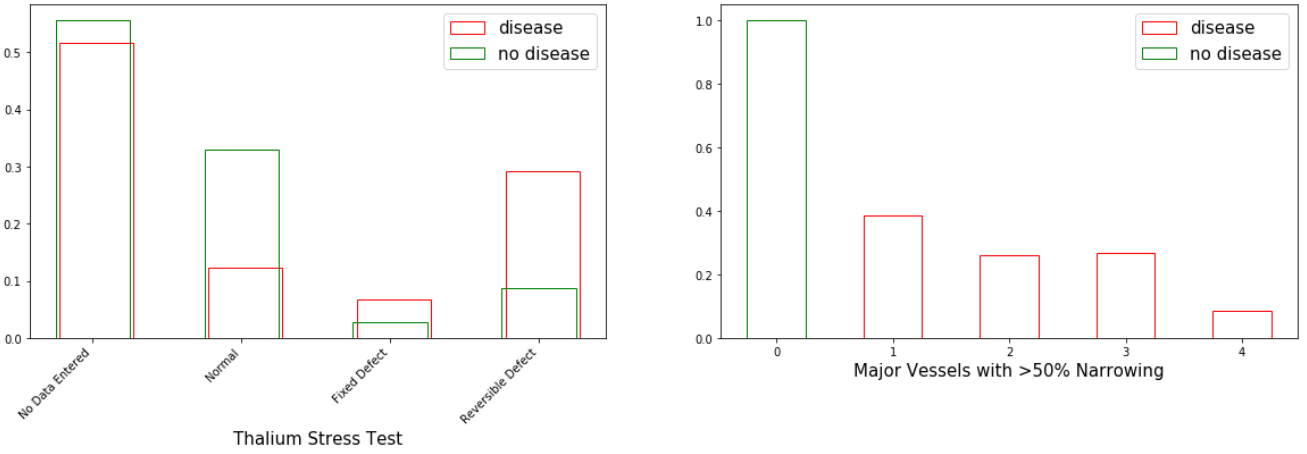 disease
no disease
0.5
0.4
0.3
0.2
0.1
0.0
No Data Entered
Normal
Fixed Defect
Reversible Defect
Thalium Stress Test
disease
no disease
1.0
0.8
0.6
0.4
0.2
0.0
0 1 2 3 4
Major Vessels with >50% Narrowing